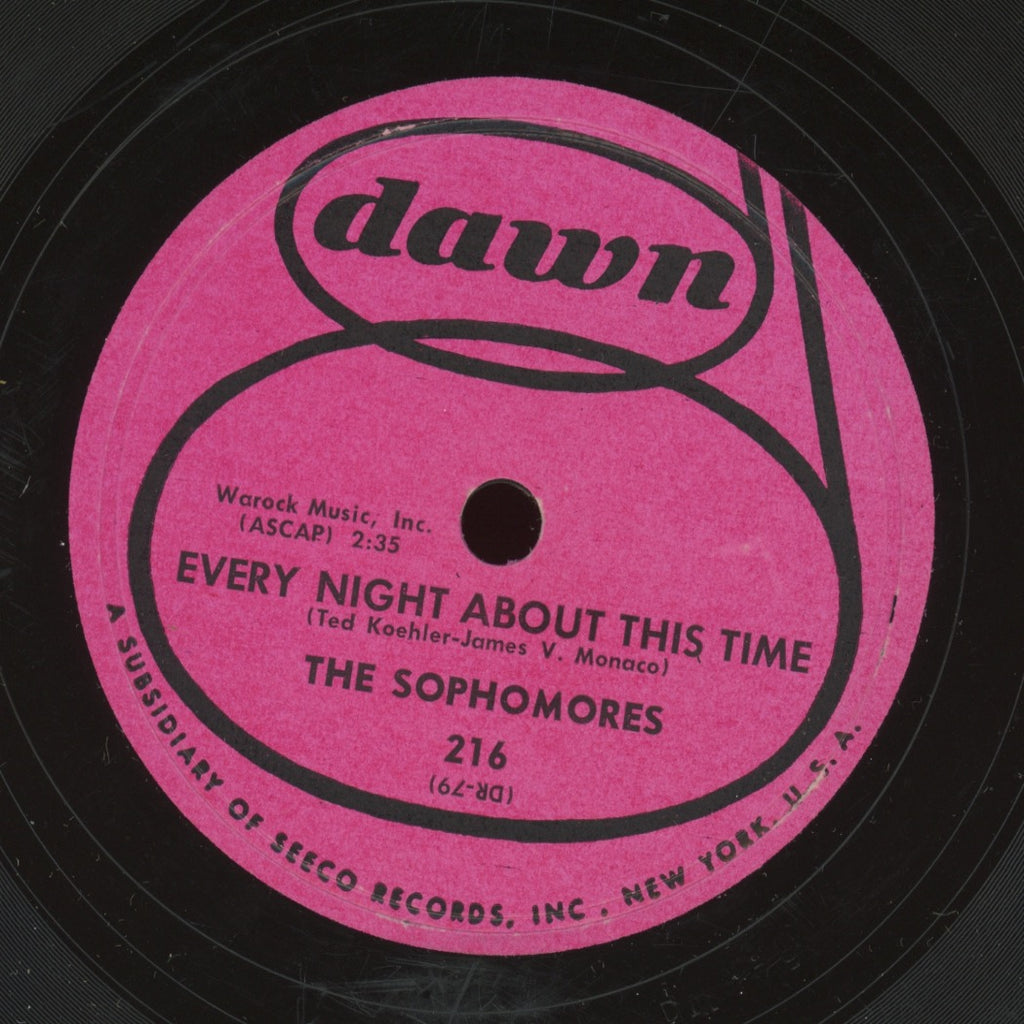 dawn
Warock Music, Inc.
(ASCAP) 2:35
EVERY NIGHT ABOUT THIS TIME
(Ted Koehler-James V. Monaco)
THE SOPHOMORES
216
(DR-79)
A SUBSIDIARY OF SEECO RECORDS, INC., NEW YORK, U. S. A.